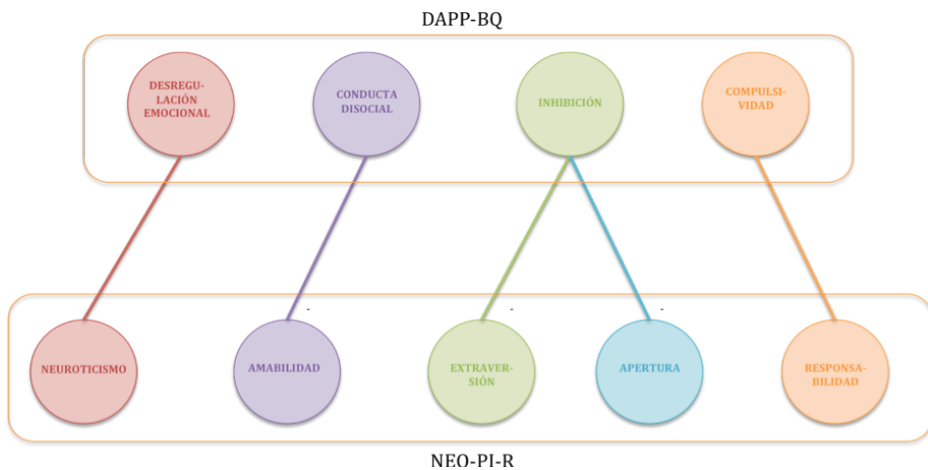 DAPP-BQ
DESREGU-
LACIÓN
EMOCIONAL
CONDUCTA
DISOCIAL
INHIBICIÓN
COMPULSI-
VIDAD
-
-
-
NEUROTICISMO
AMABILIDAD
EXTRAVER-
SIÓN
APERTURA
RESPONSA-
BILIDAD
NEO-PI-R